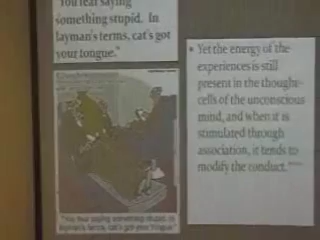 "You fear saying
something stupid. In
layman's terms, cat's got
your tongue."
• Yet the energy of the
experiences is still
present in the thought-
cells of the unconscious
mind, and when it is
stimulated through
association, it tends to
modify the conduct."
"You fear saying something stupid. In
layman's terms, cat's got your tongue."